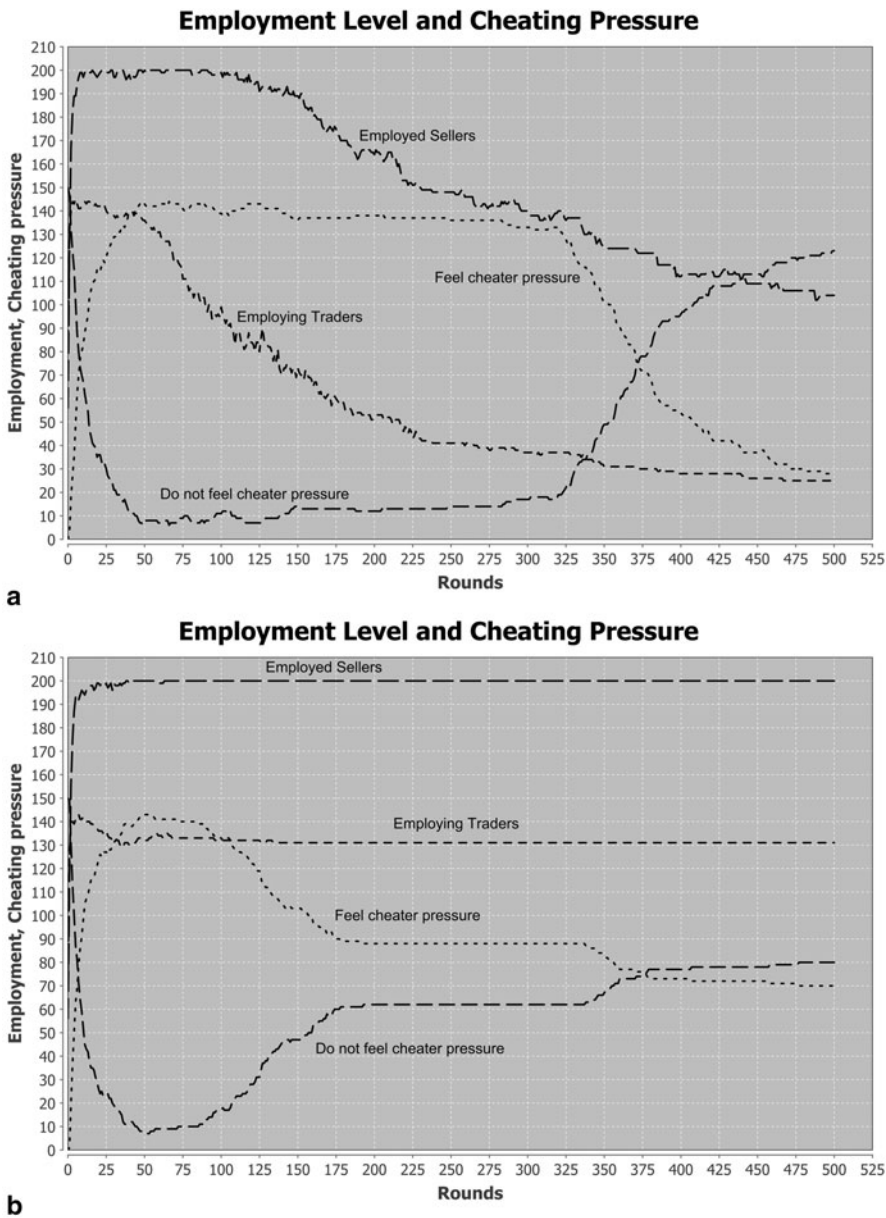 Employment Level and Cheating Pressure
210
200
190
180
170
160
150
140
130
120
110
100
90
80
70
60
50
40
30
20
10
0
Employment, Cheating pressure
Employed Sellers
Feel cheater pressure
Employing Traders
Do not feel cheater pressure
0 25 50 75 100 125 150 175 200 225 250 275 300 325 350 375 400 425 450 475 500 525
Rounds
a
Employment Level and Cheating Pressure
210
200
190
180
170
160
150
140
130
120
110
100
90
80
70
60
50
40
30
20
10
0
Employment, Cheating pressure
Employed Sellers
Employing Traders
Feel cheater pressure
Do not feel cheater pressure
0 25 50 75 100 125 150 175 200 225 250 275 300 325 350 375 400 425 450 475 500 525
Rounds
b